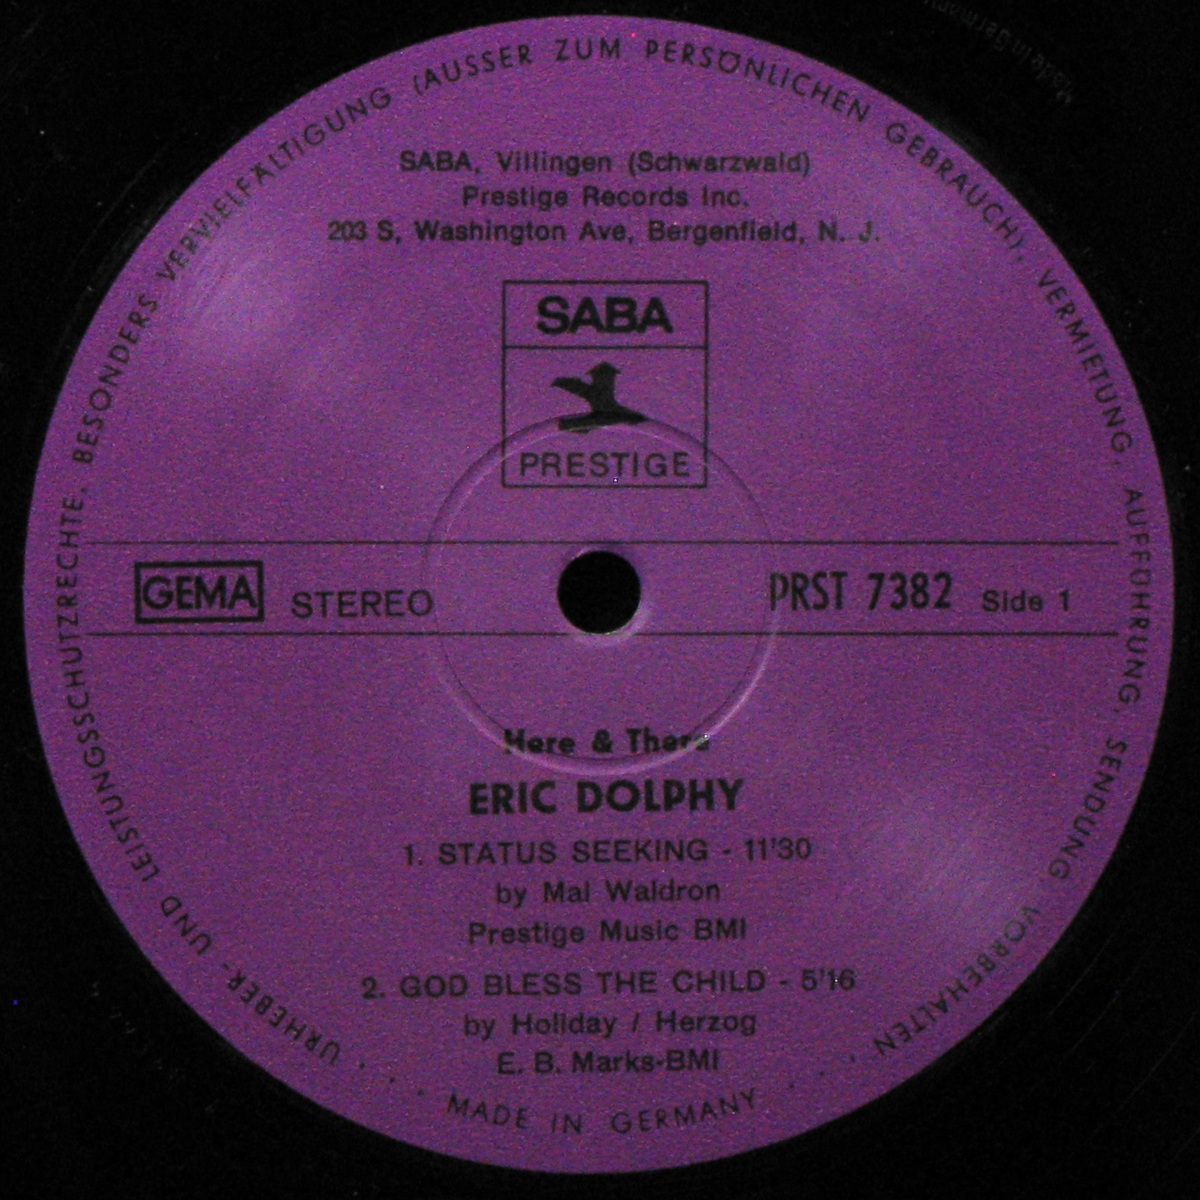 URHEBER- UND LEISTUNGSSCHUTZRECHTE, BESONDERS VERVIELFÄLTIGUNG (AUSSER ZUM PERSÖNLICHEN GEBRAUCH), VERMIETUNG, AUFFÜHRUNG, SENDUNG, VORBEHALTEN
SABA, Villingen (Schwarzwald)
Prestige Records Inc.
203 S, Washington Ave, Bergenfield, N. J.
SABA
PRESTIGE
GEMA STEREO PRST 7382 Side 1
Here & There
ERIC DOLPHY
1. STATUS SEEKING - 11'30
by Mal Waldron
Prestige Music BMI
2. GOD BLESS THE CHILD - 5'16
by Holiday / Herzog
E. B. Marks-BMI
. . . MADE IN GERMANY . . .
Made in Germany